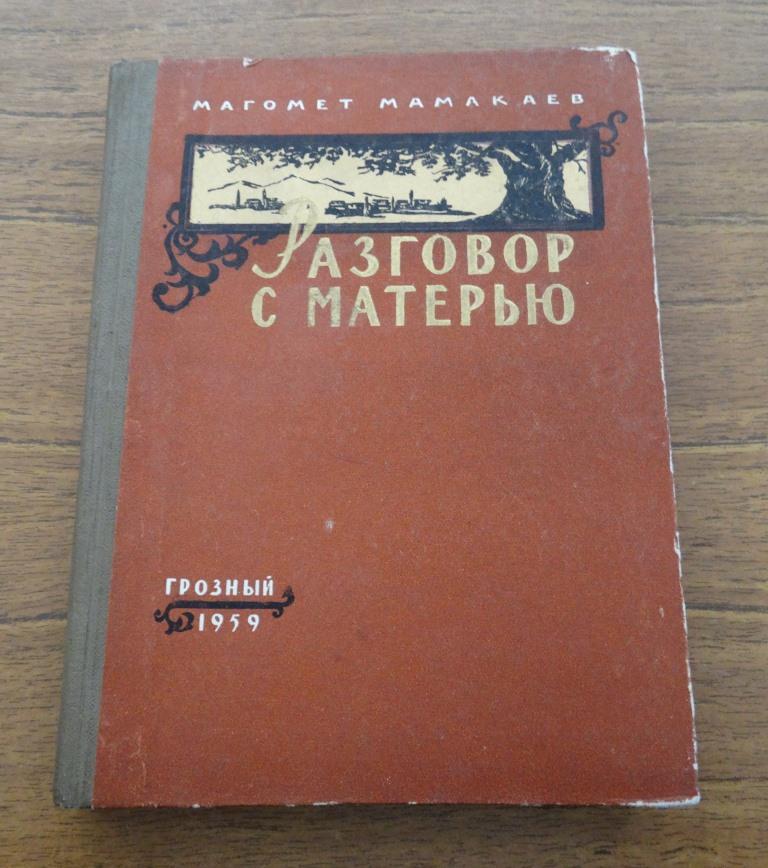 МАГОМЕТ МАМАКАЕВ
РАЗГОВОР
С МАТЕРЬЮ
ГРОЗНЫЙ
1959